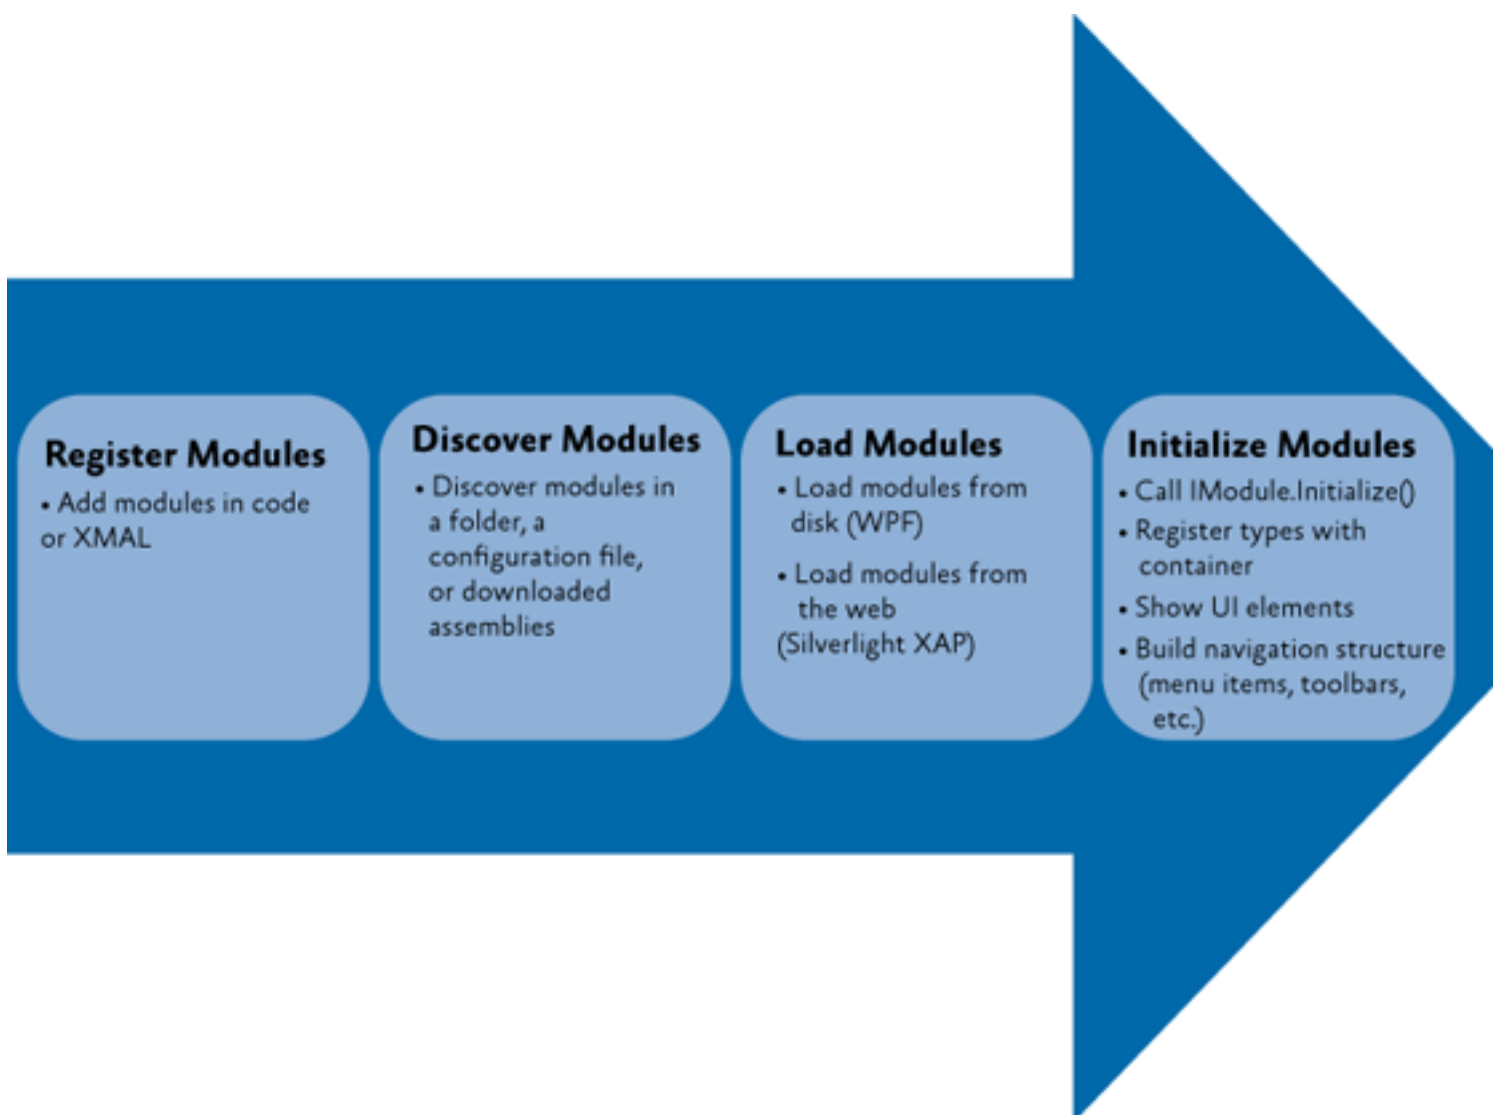 Register Modules
• Add modules in code
or XMAL
Discover Modules
• Discover modules in
a folder, a
configuration file,
or downloaded
assemblies
Load Modules
• Load modules from
disk (WPF)
• Load modules from
the web
(Silverlight XAP)
Initialize Modules
• Call IModule.Initialize()
• Register types with
container
• Show UI elements
• Build navigation structure
(menu items, toolbars,
etc.)